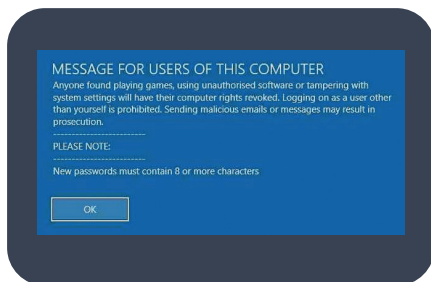 MESSAGE FOR USERS OF THIS COMPUTER
Anyone found playing games, using unauthorised software or tampering with
system settings will have their computer rights revoked. Logging on as a user other
than yourself is prohibited. Sending malicious emails or messages may result in
prosecution.
------------------------
PLEASE NOTE:
------------------------
New passwords must contain 8 or more characters
OK